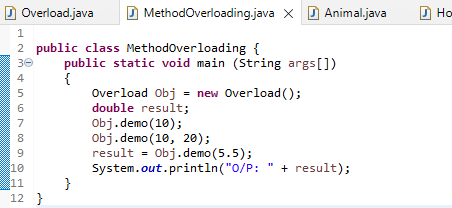 Overload.java MethodOverloading.java Animal.java Ho
1
2 public class MethodOverloading {
3 public static void main (String args[])
4 {
5 Overload Obj = new Overload();
6 double result;
7 Obj.demo(10);
8 Obj.demo(10, 20);
9 result = Obj.demo(5.5);
10 System.out.println("O/P: " + result);
11 }
12 }